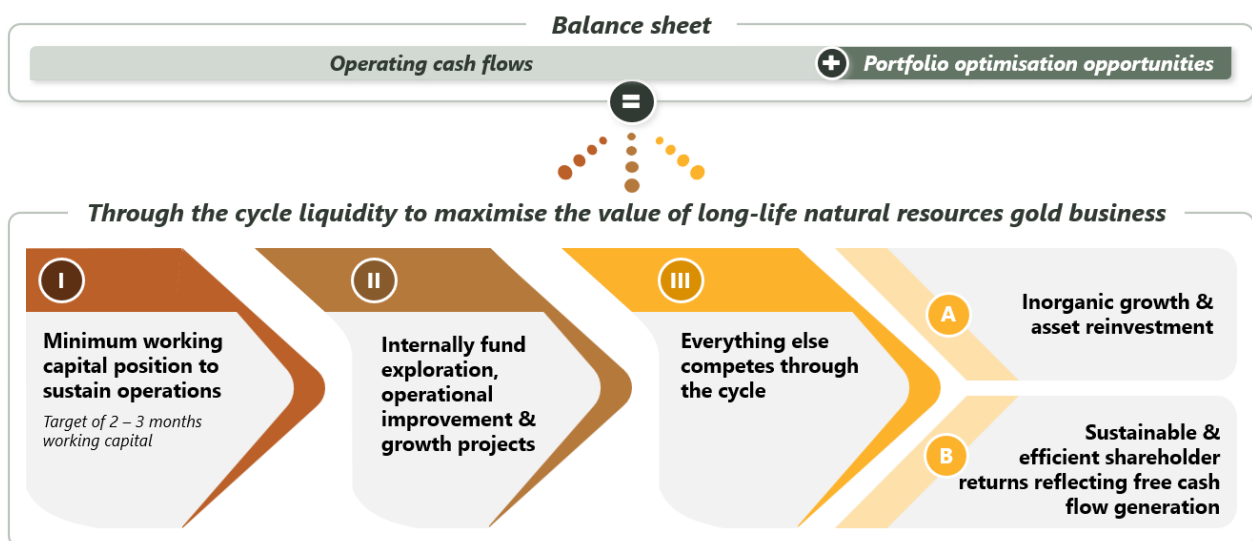 Balance sheet
Operating cash flows
+
Portfolio optimisation opportunities
=
Through the cycle liquidity to maximise the value of long-life natural resources gold business
I
Minimum working
capital position to
sustain operations
Target of 2 – 3 months
working capital
II
Internally fund
exploration,
operational
improvement &
growth projects
III
Everything else
competes through
the cycle
A
Inorganic growth &
asset reinvestment
B
Sustainable &
efficient shareholder
returns reflecting free cash
flow generation